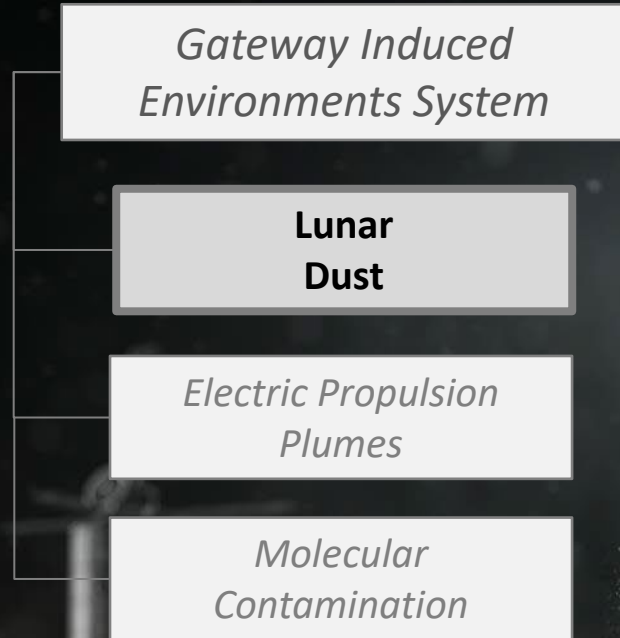 Gateway Induced
Environments System
Lunar
Dust
Electric Propulsion
Plumes
Molecular
Contamination